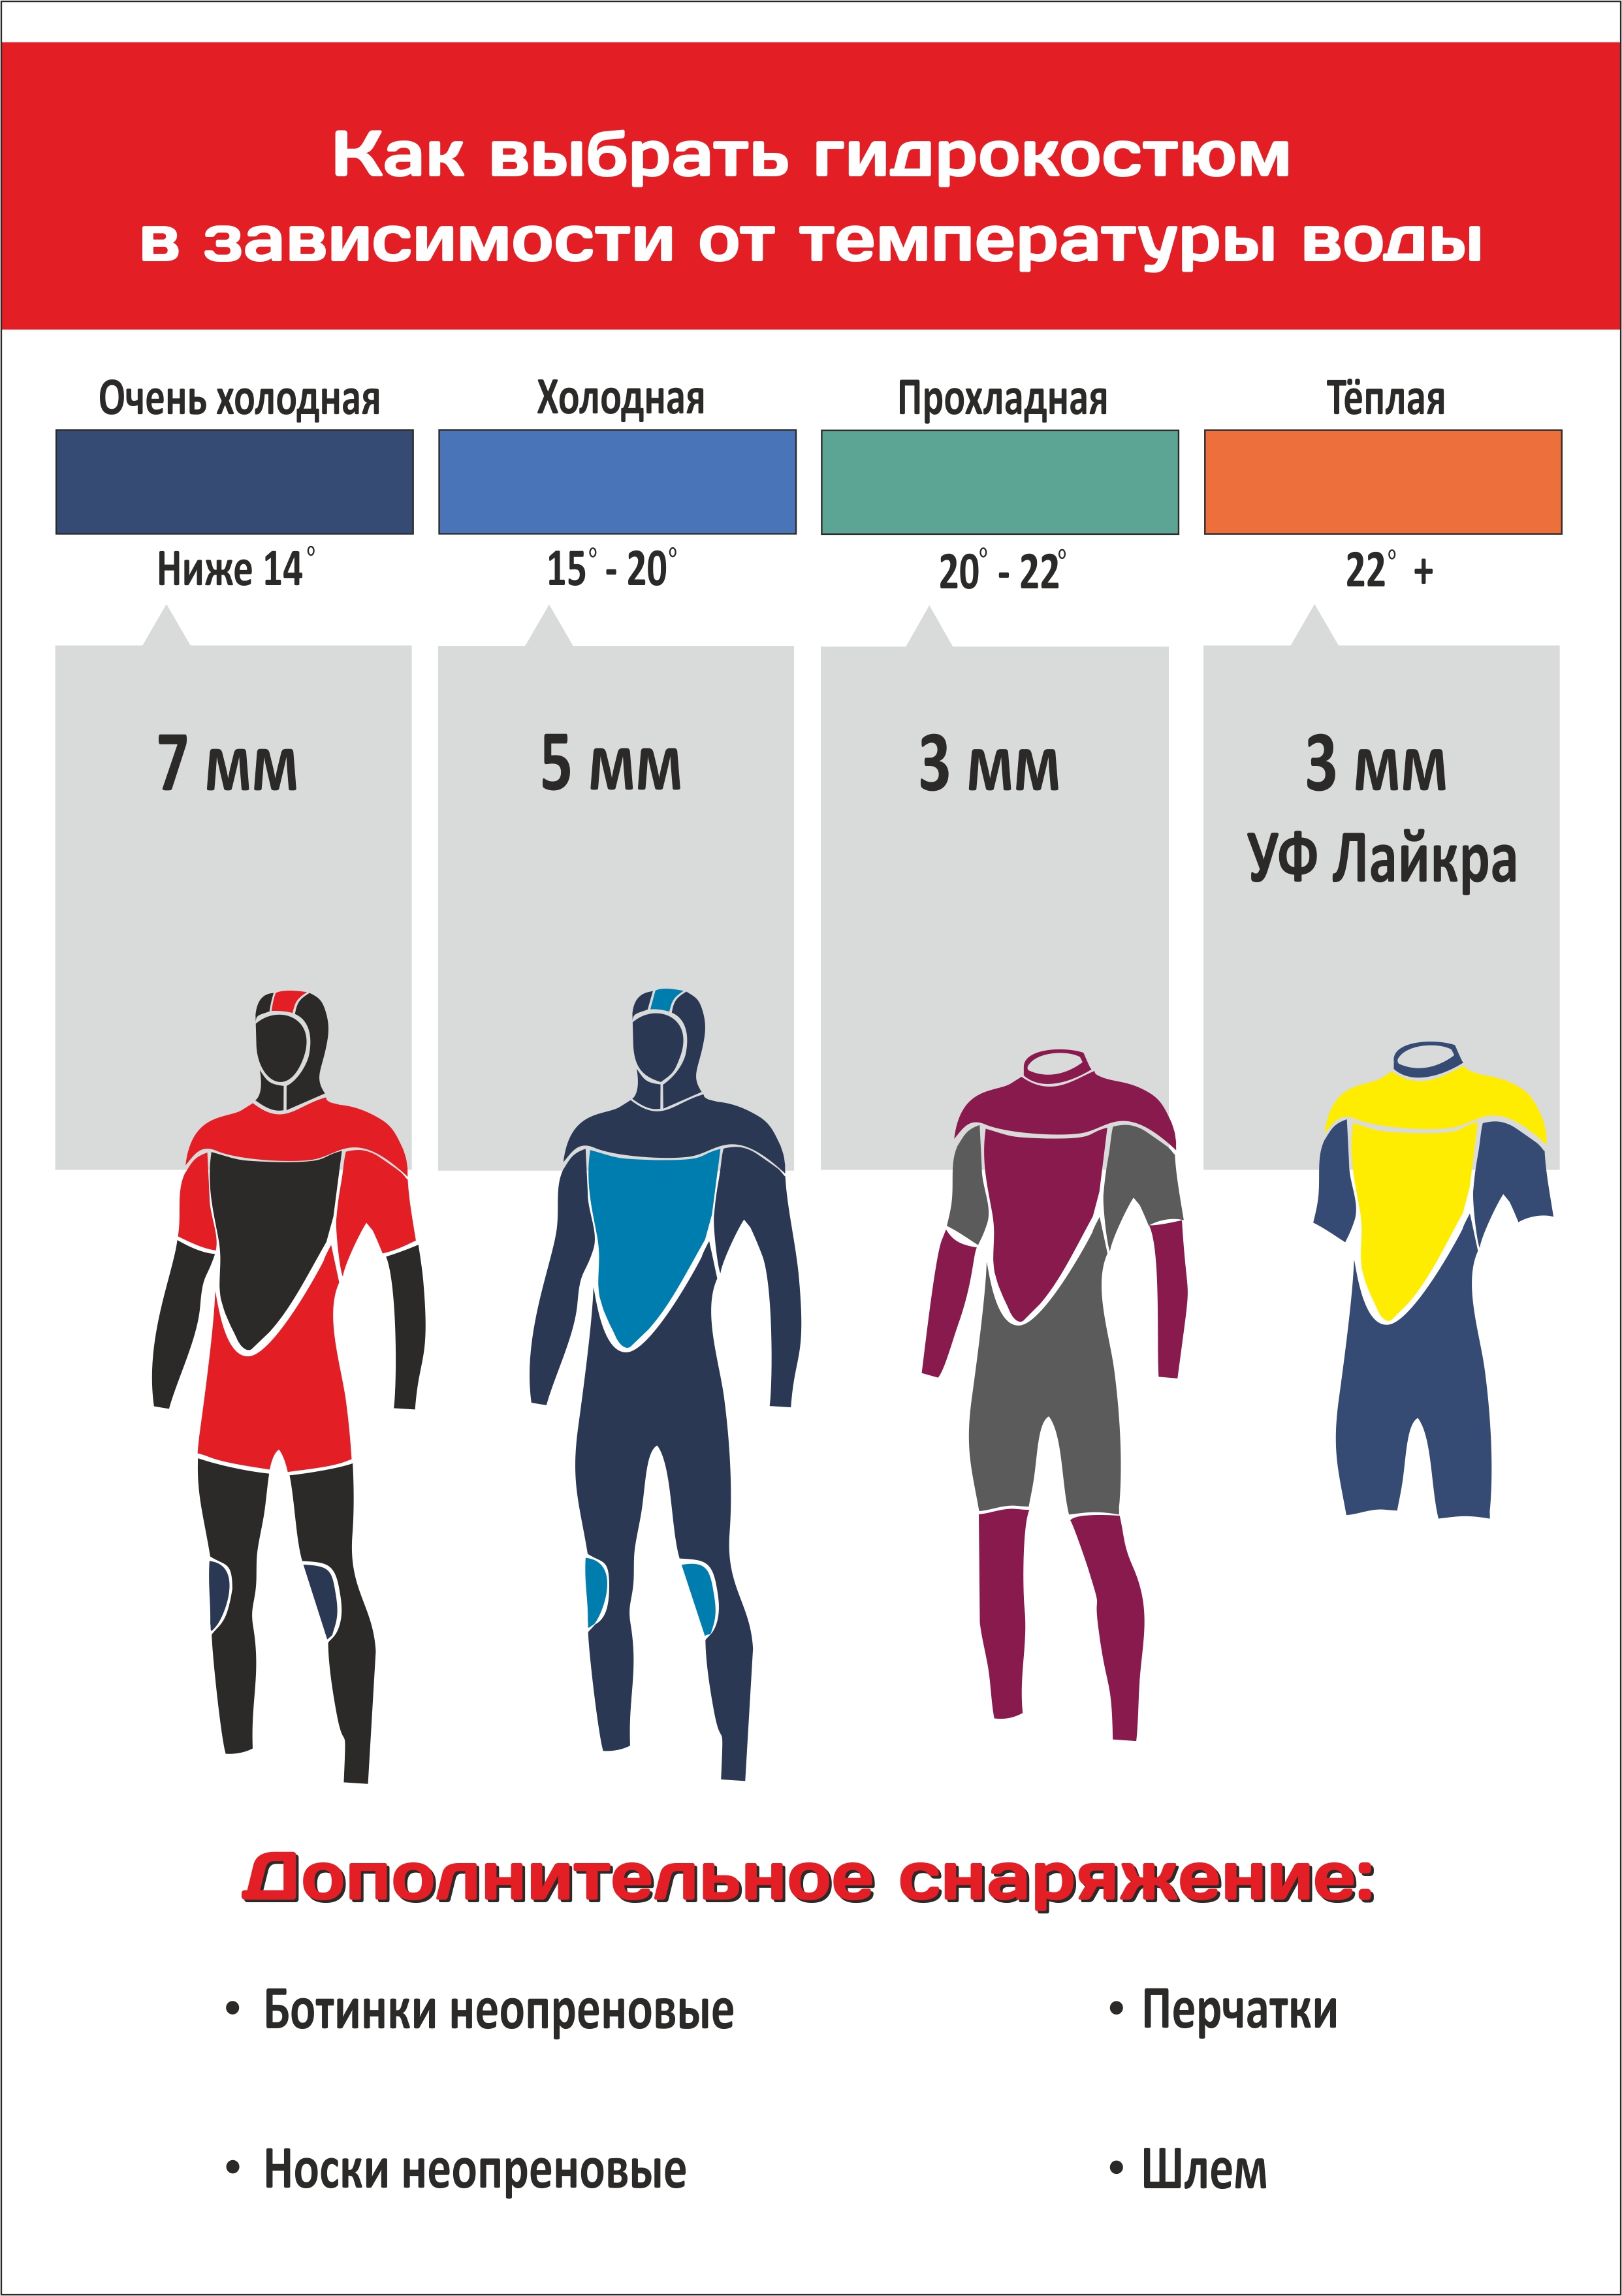 Как выбрать гидрокостюм
в зависимости от температуры воды
Очень холодная
Ниже 14°
Холодная
15° - 20°
Прохладная
20° - 22°
Тёплая
22° +
7 мм
5 мм
3 мм
3 мм
УФ Лайкра
Дополнительное снаряжение:
• Ботинки неопреновые
• Носки неопреновые
• Перчатки
• Шлем